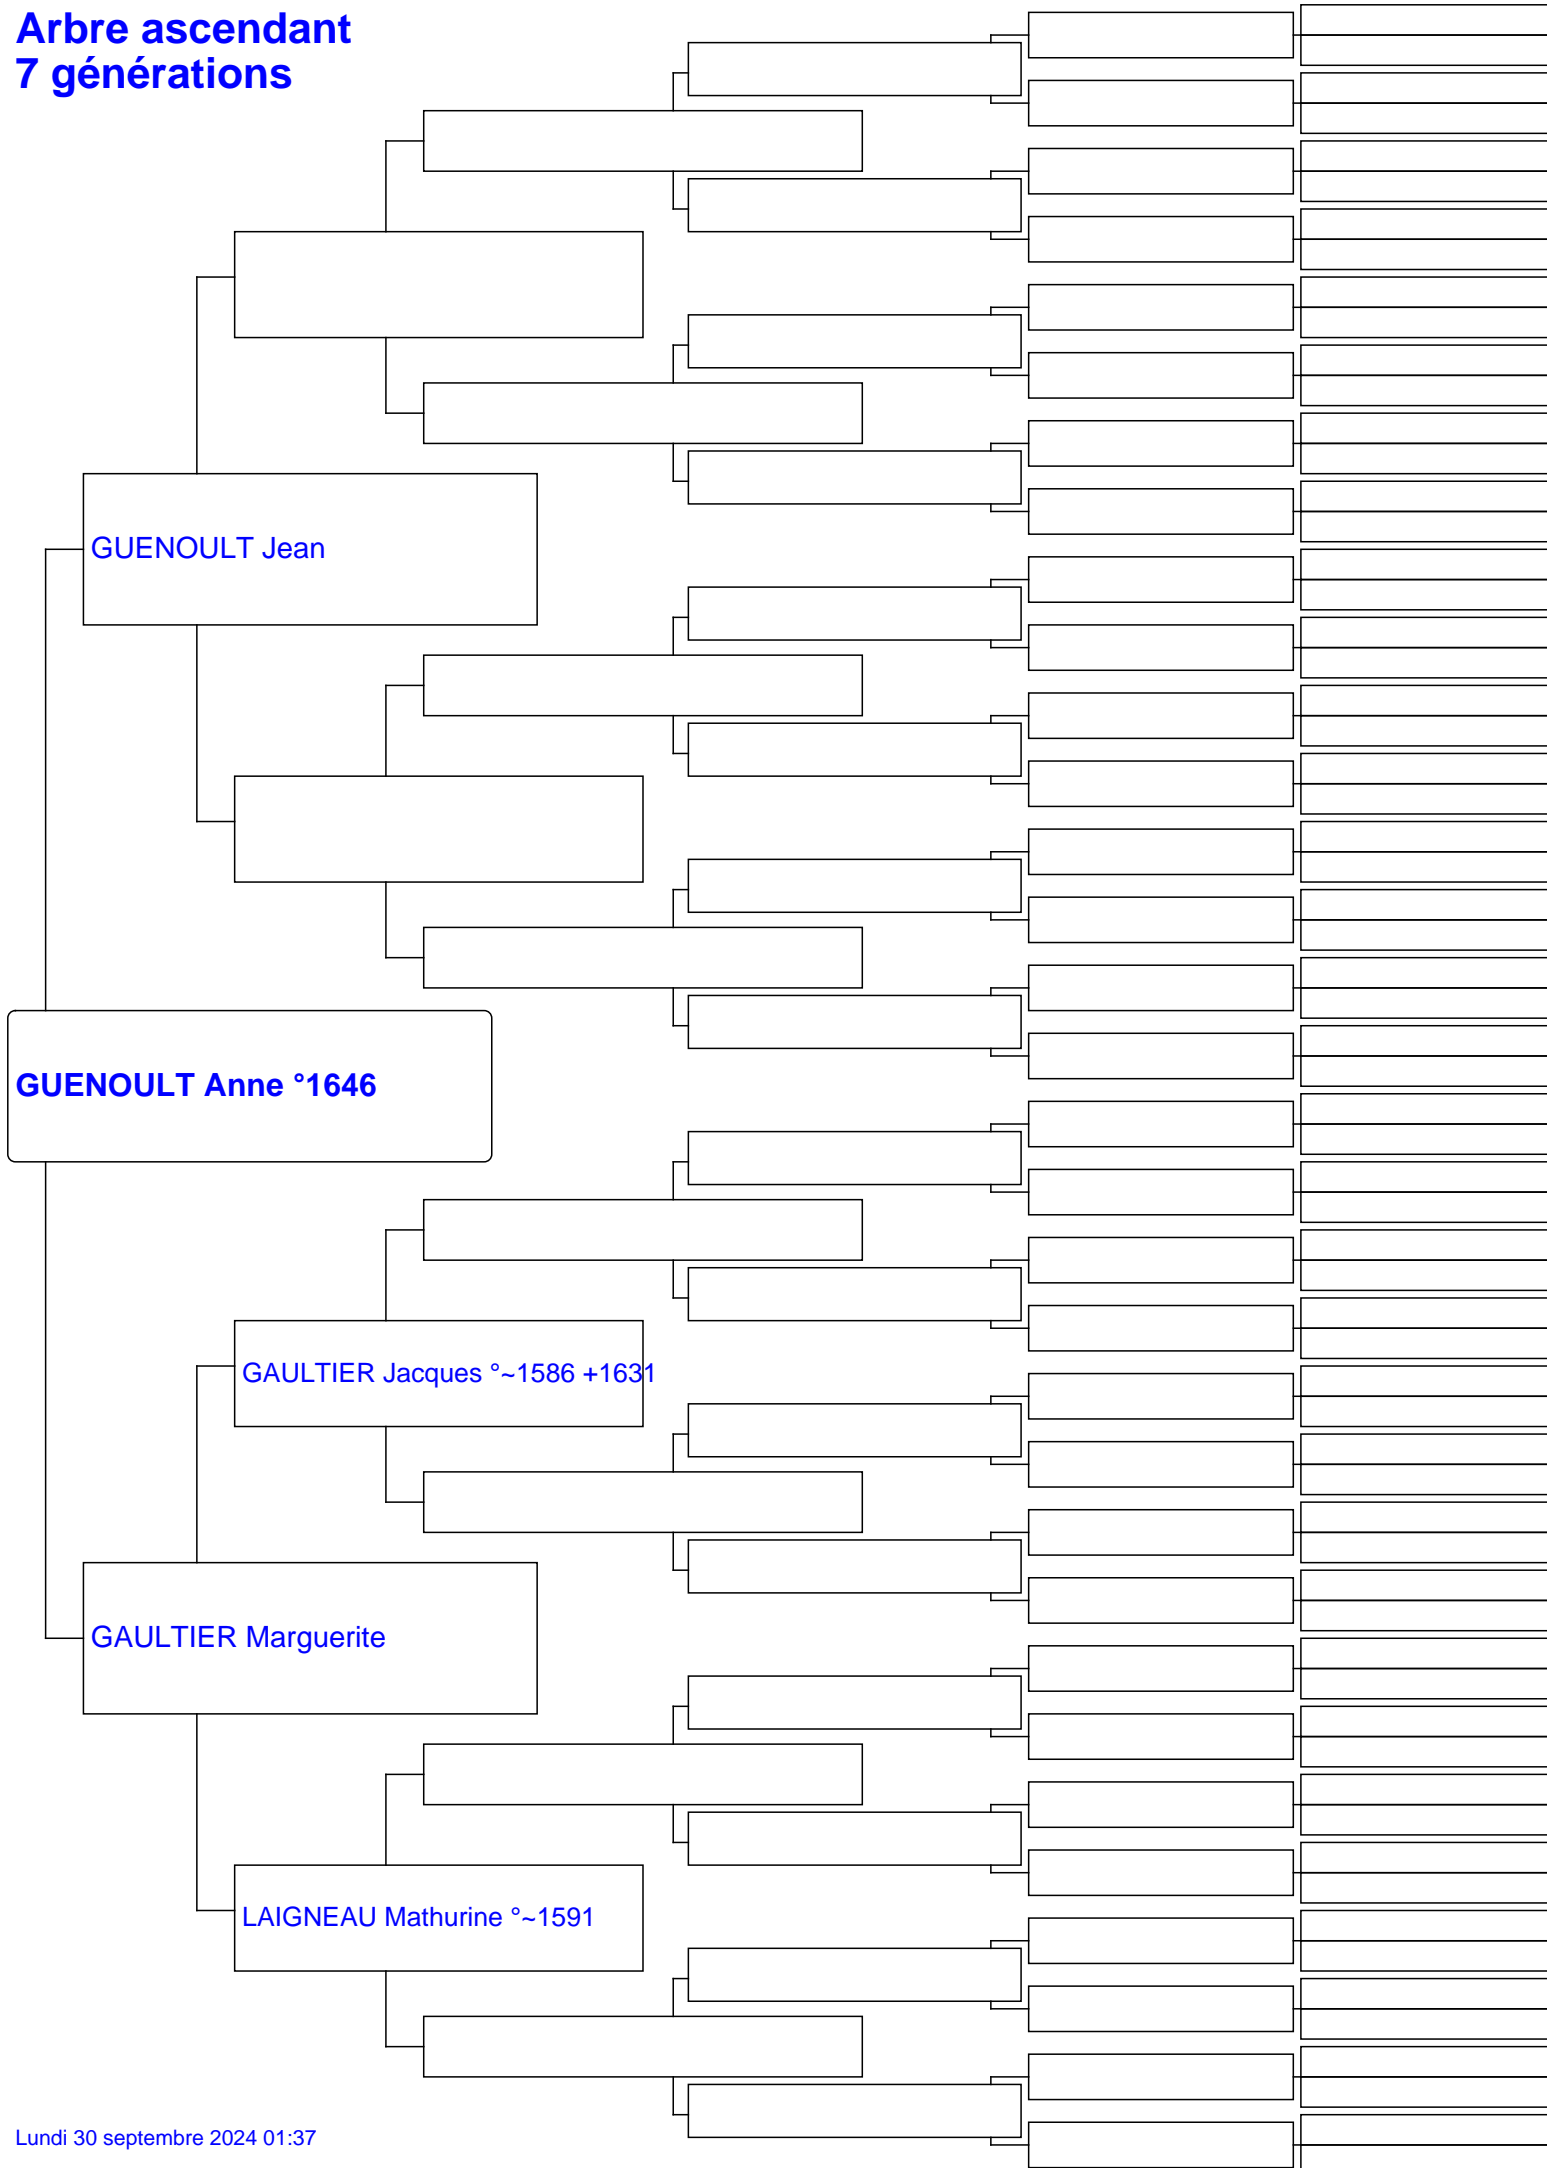 Arbre ascendant
7 générations
GUENOULT Jean
GUENOULT Anne °1646
GAULTIER Jacques °~1586 +1631
GAULTIER Marguerite
LAIGNEAU Mathurine °~1591
Lundi 30 septembre 2024 01:37